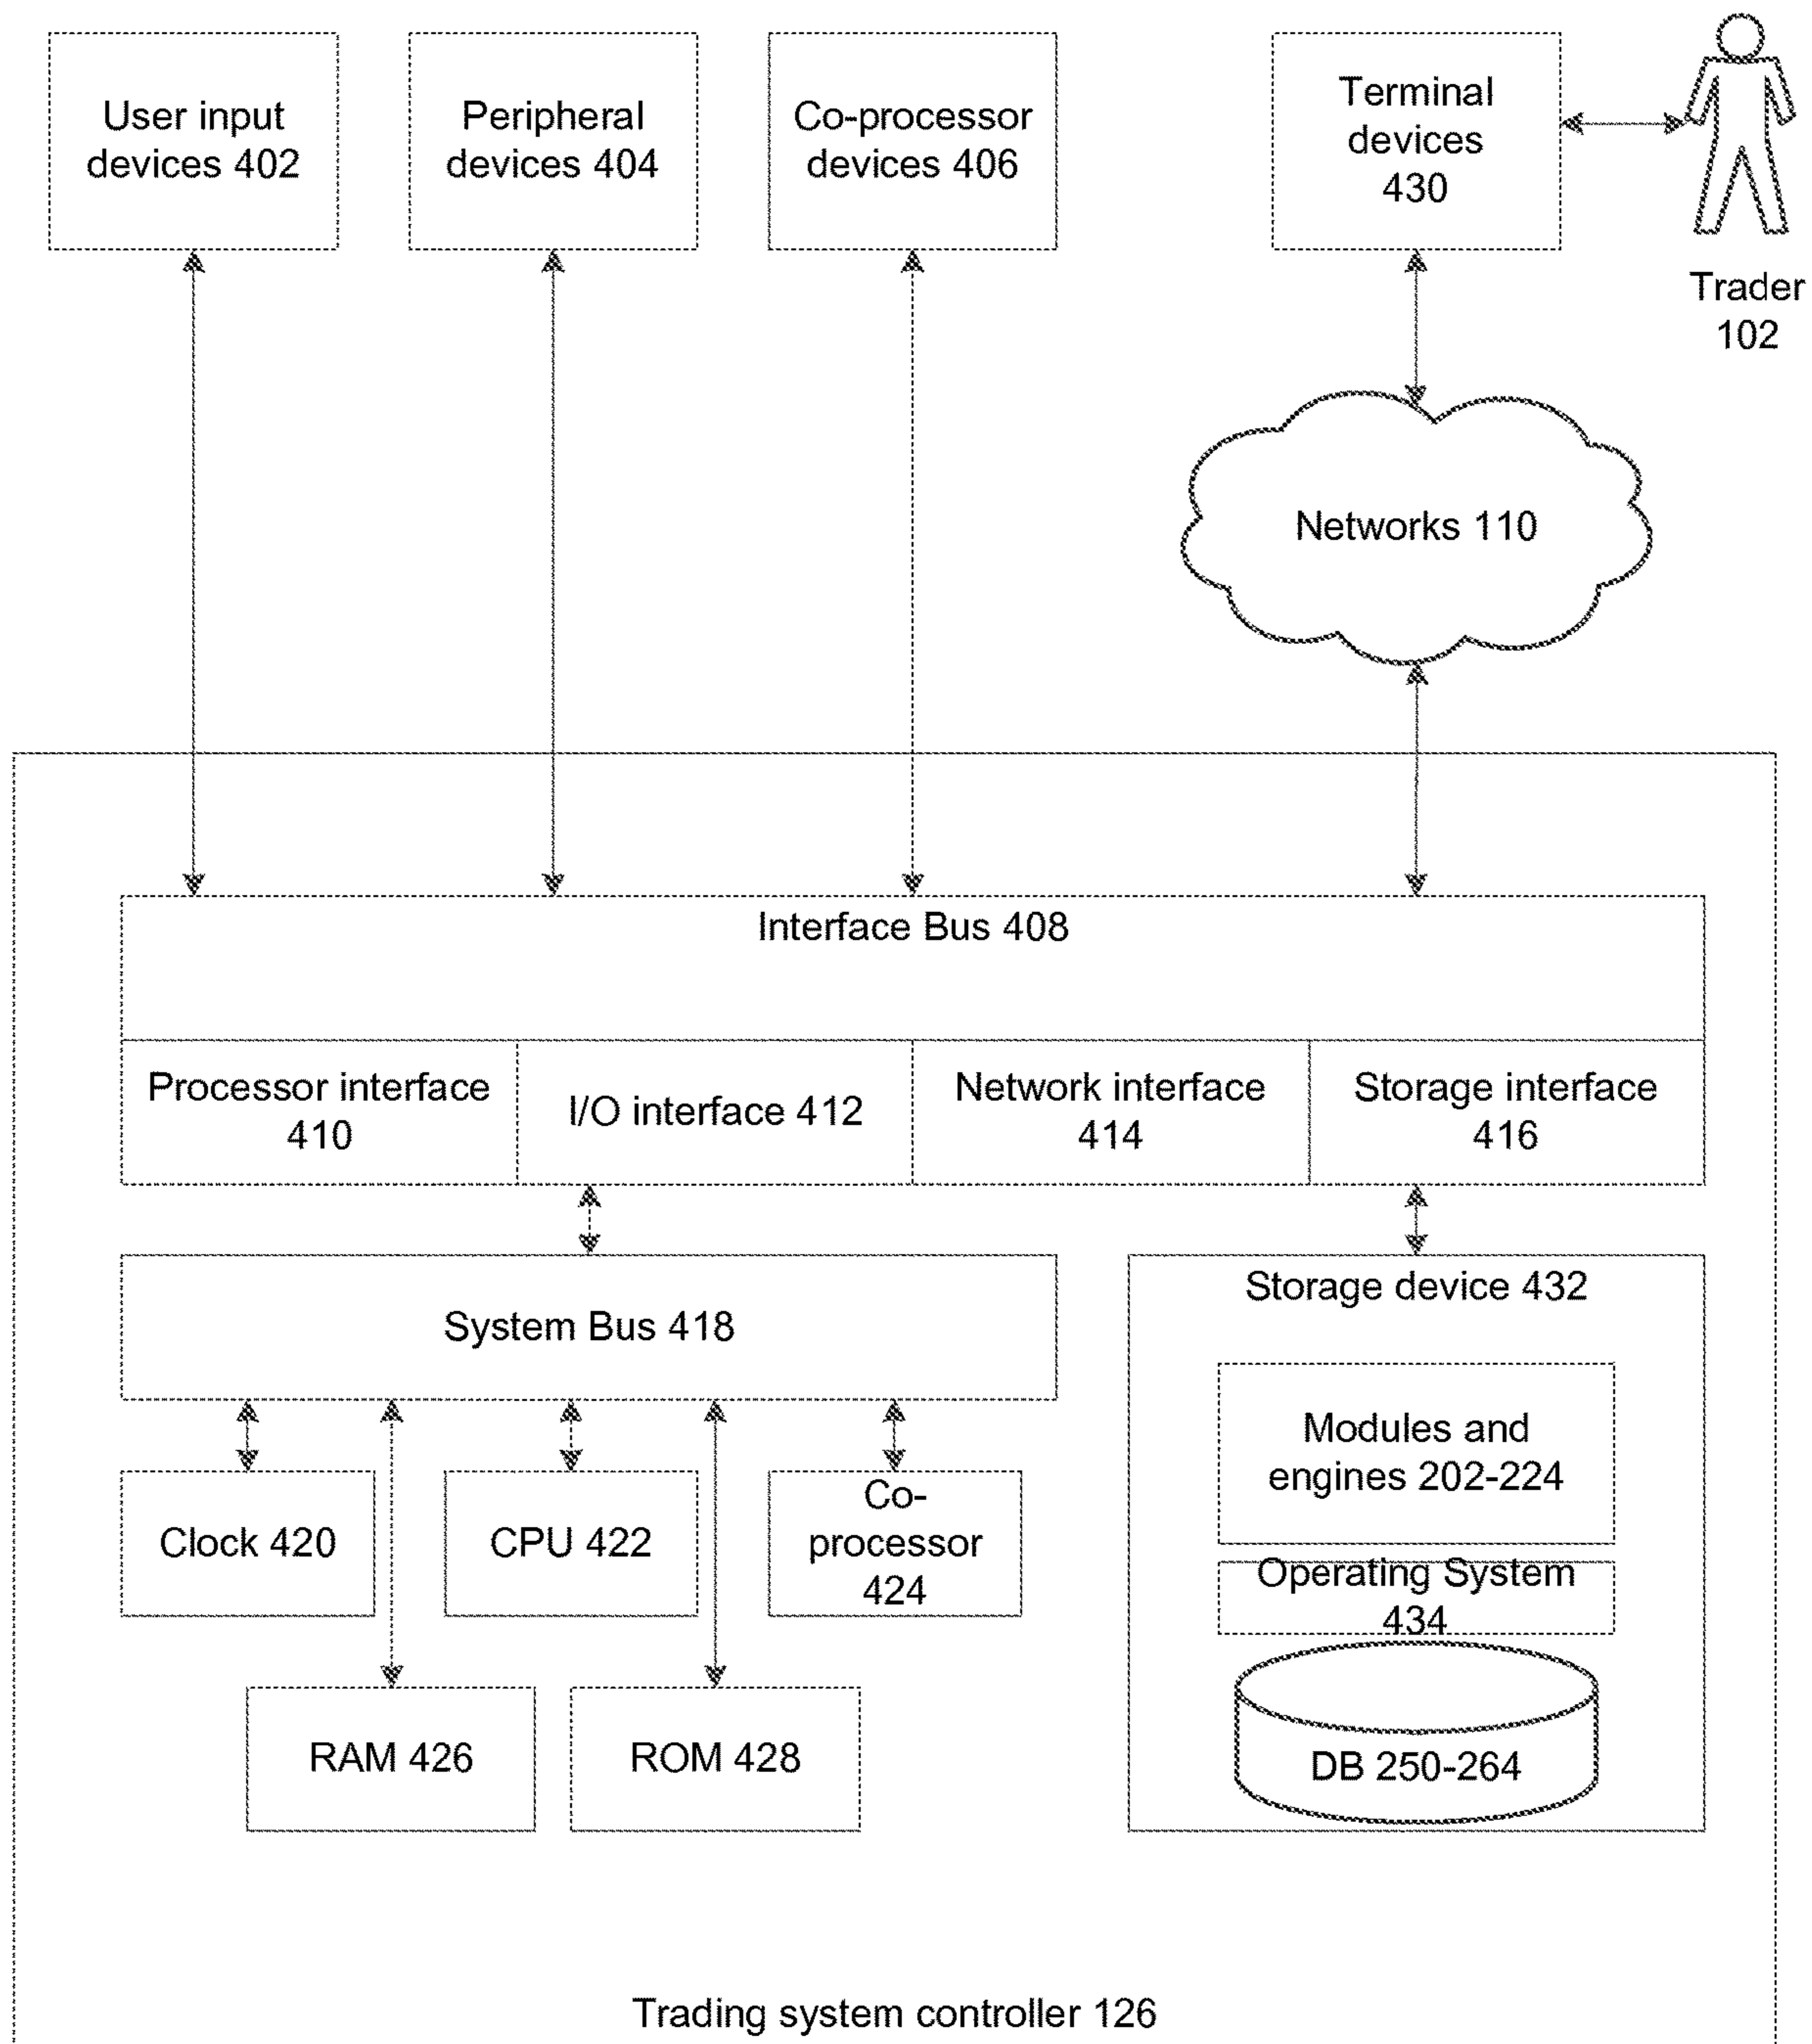 User input
devices 402
Peripheral
devices 404
Co-processor
devices 406
Terminal
devices
430
Trader
102
Networks 110
Interface Bus 408
Processor interface
410
I/O interface 412
Network interface
414
Storage interface
416
System Bus 418
Storage device 432
Modules and
engines 202-224
Clock 420
CPU 422
Co-
processor
424
Operating System
434
RAM 426
ROM 428
DB 250-264
Trading system controller 126